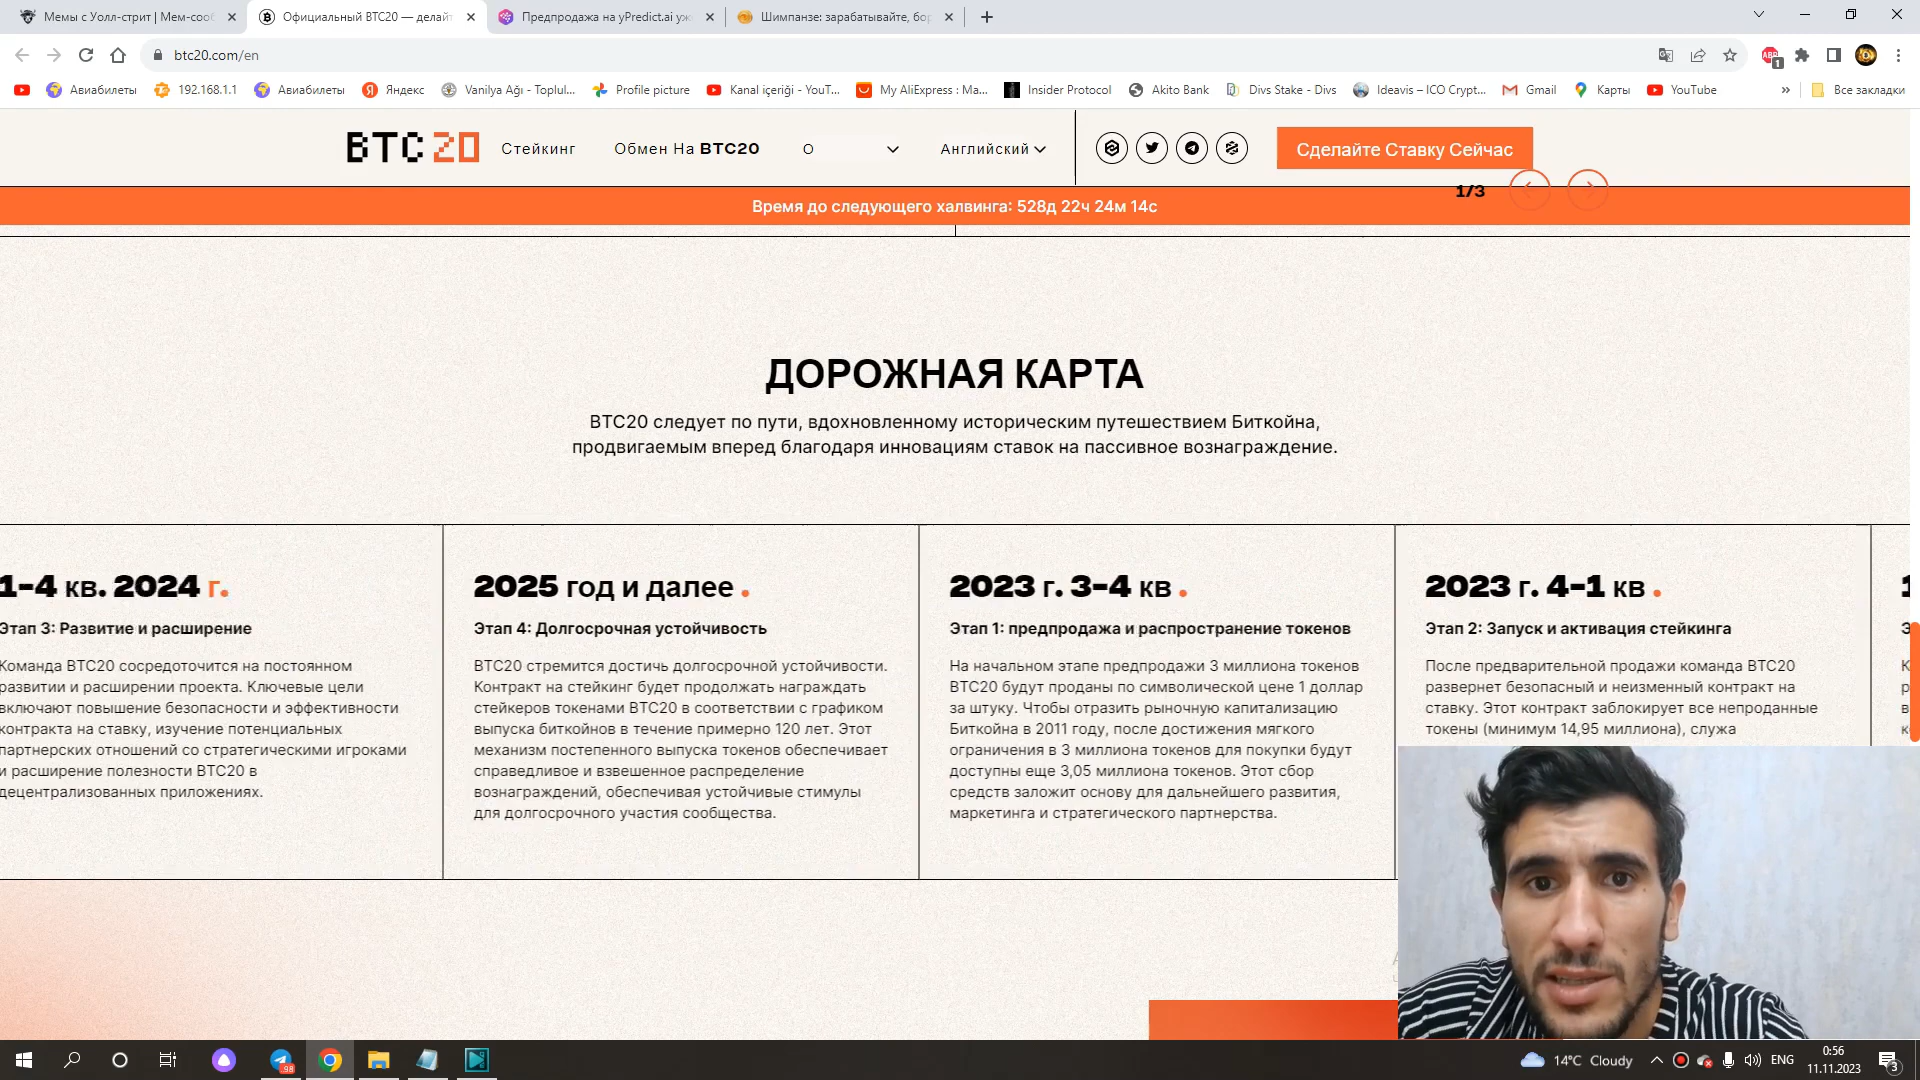 Мемы с Уолл-стрит | Мем-сооб
Официальный BTC20 — делайт
Предпродажа на yPredict.ai уж
Шимпанзе: зарабатывайте, бор
btc20.com/en
Авиабилеты
192.168.1.1
Авиабилеты
Яндекс
Vanilya Ağı - Toplul...
Profile picture
Kanal içeriği - YouT...
My AliExpress : Ma...
Insider Protocol
Akito Bank
Divs Stake - Divs
Ideavis – ICO Crypt...
Gmail
Карты
YouTube
»
Все закладки
BTC20
Стейкинг
Обмен На BTC20
О
Английский
Сделайте Ставку Сейчас
1/3
Время до следующего халвинга: 528д 22ч 24м 14с
ДОРОЖНАЯ КАРТА
BTC20 следует по пути, вдохновленному историческим путешествием Биткойна,
продвигаемым вперед благодаря инновациям ставок на пассивное вознаграждение.
1-4 кв. 2024 г.
Этап 3: Развитие и расширение
Команда BTC20 сосредоточится на постоянном
развитии и расширении проекта. Ключевые цели
включают повышение безопасности и эффективности
контракта на ставку, изучение потенциальных
партнерских отношений со стратегическими игроками
и расширение полезности BTC20 в
децентрализованных приложениях.
2025 год и далее .
Этап 4: Долгосрочная устойчивость
BTC20 стремится достичь долгосрочной устойчивости.
Контракт на стейкинг будет продолжать награждать
стейкеров токенами BTC20 в соответствии с графиком
выпуска биткойнов в течение примерно 120 лет. Этот
механизм постепенного выпуска токенов обеспечивает
справедливое и взвешенное распределение
вознаграждений, обеспечивая устойчивые стимулы
для долгосрочного участия сообщества.
2023 г. 3-4 кв .
Этап 1: предпродажа и распространение токенов
На начальном этапе предпродажи 3 миллиона токенов
BTC20 будут проданы по символической цене 1 доллар
за штуку. Чтобы отразить рыночную капитализацию
Биткойна в 2011 году, после достижения мягкого
ограничения в 3 миллиона токенов для покупки будут
доступны еще 3,05 миллиона токенов. Этот сбор
средств заложит основу для дальнейшего развития,
маркетинга и стратегического партнерства.
2023 г. 4-1 кв .
Этап 2: Запуск и активация стейкинга
После предварительной продажи команда BTC20
развернет безопасный и неизменный контракт на
ставку. Этот контракт заблокирует все непроданные
токены (минимум 14,95 миллиона), служа
14°C Cloudy
ENG
0:56
11.11.2023